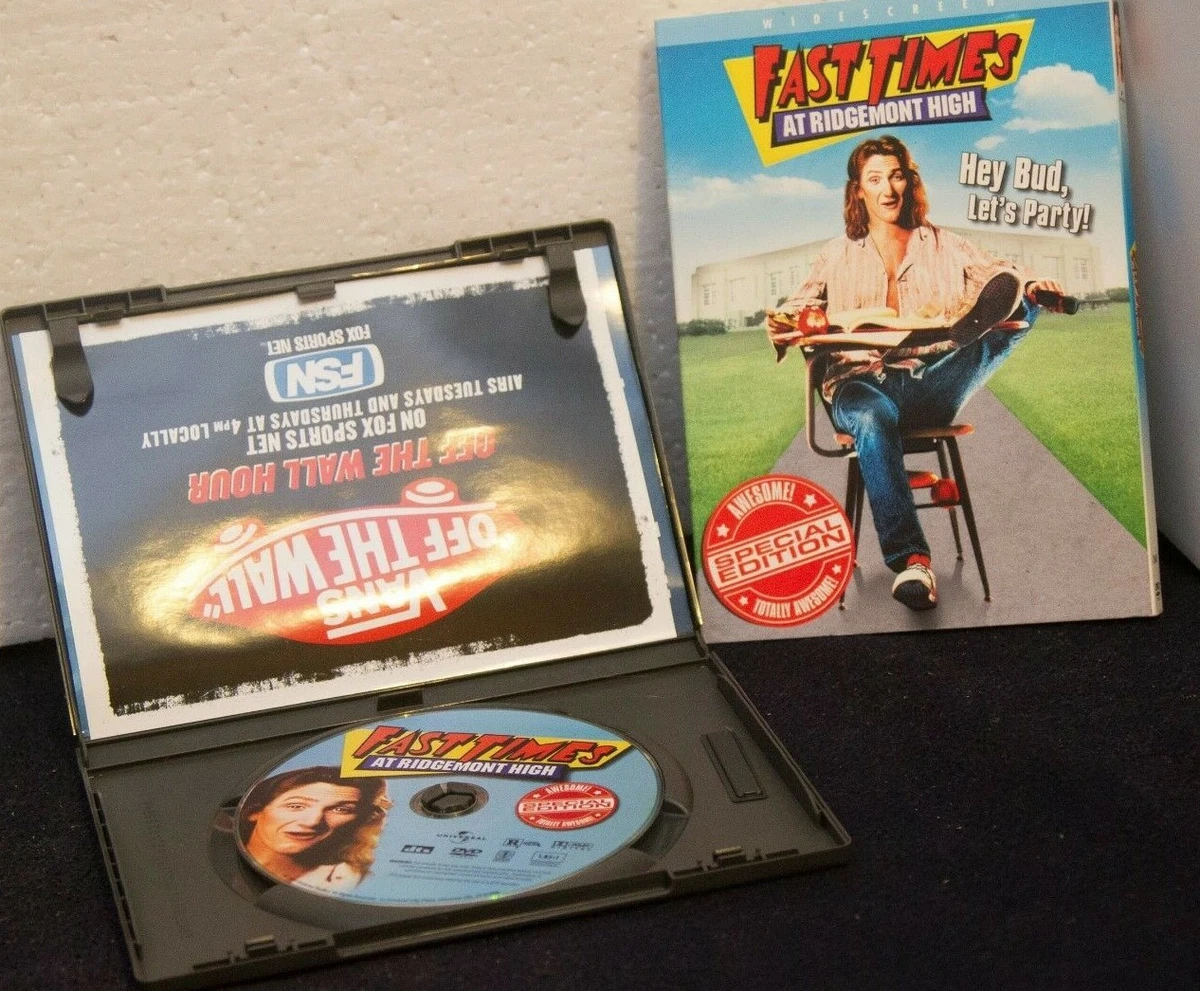 WIDESCREEN
FAST TIMES
AT RIDGEMONT HIGH
Hey Bud,
Let's Party!
AWESOME!
SPECIAL
EDITION
TOTALLY AWESOME!
VANS
"OFF THE WALL"
OFF THE WALL HOUR
ON FOX SPORTS NET
AIRS TUESDAYS AND THURSDAYS AT 4PM LOCALLY
FSN
FOX SPORTS NET
FAST TIMES
AT RIDGEMONT HIGH
AWESOME!
SPECIAL
EDITION
TOTALLY AWESOME!
UNIVERSAL
dts DVD R